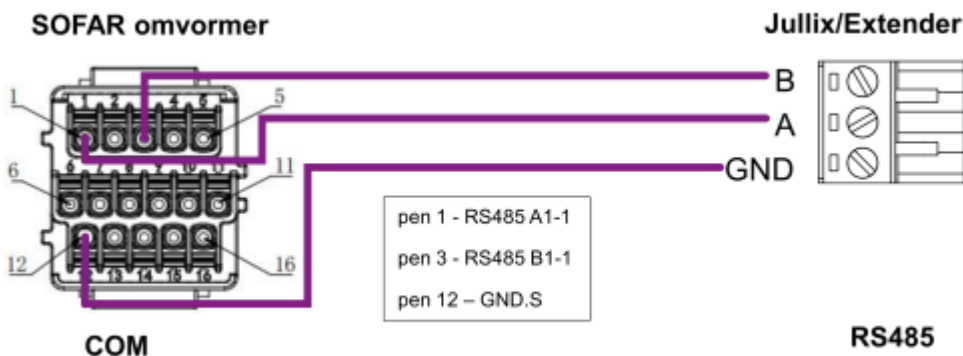 SOFAR omvormer
Jullix/Extender
1
1 2 4 5
5
B
A
GND
6 7 8 9 10 11
6
11
12
16
12 13 14 15 16
pen 1 - RS485 A1-1
pen 3 - RS485 B1-1
pen 12 – GND.S
COM
RS485